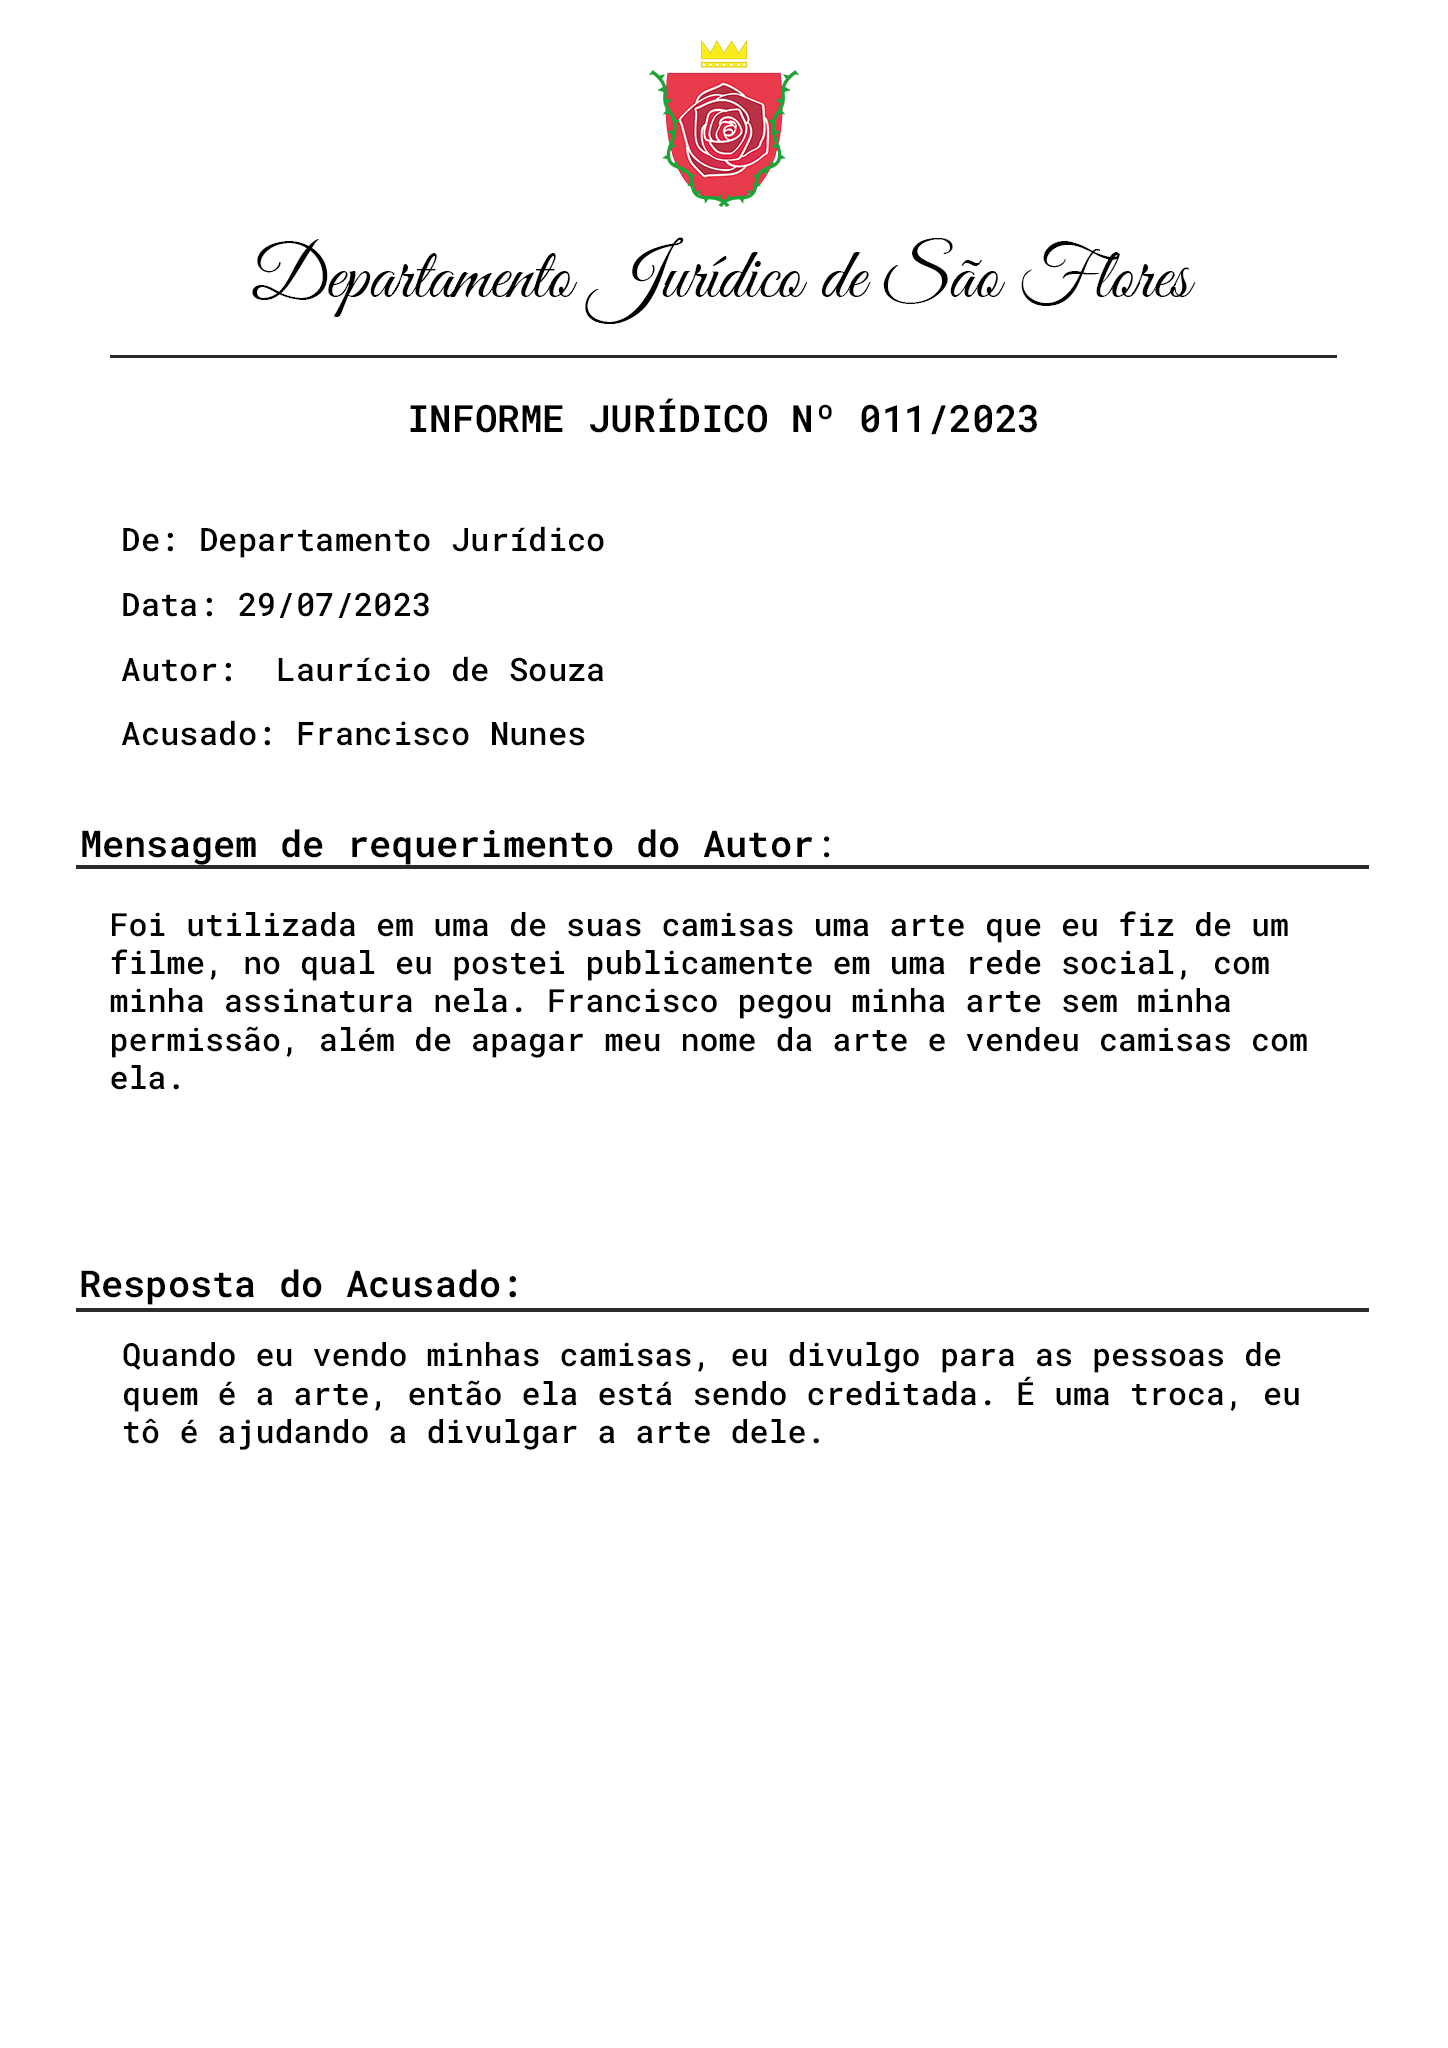 Departamento Jurídico de São Flores
INFORME JURÍDICO Nº 011/2023
De: Departamento Jurídico
Data: 29/07/2023
Autor:  Laurício de Souza
Acusado: Francisco Nunes
Mensagem de requerimento do Autor:
Foi utilizada em uma de suas camisas uma arte que eu fiz de um
filme, no qual eu postei publicamente em uma rede social, com
minha assinatura nela. Francisco pegou minha arte sem minha
permissão, além de apagar meu nome da arte e vendeu camisas com
ela.
Resposta do Acusado:
Quando eu vendo minhas camisas, eu divulgo para as pessoas de
quem é a arte, então ela está sendo creditada. É uma troca, eu
tô é ajudando a divulgar a arte dele.